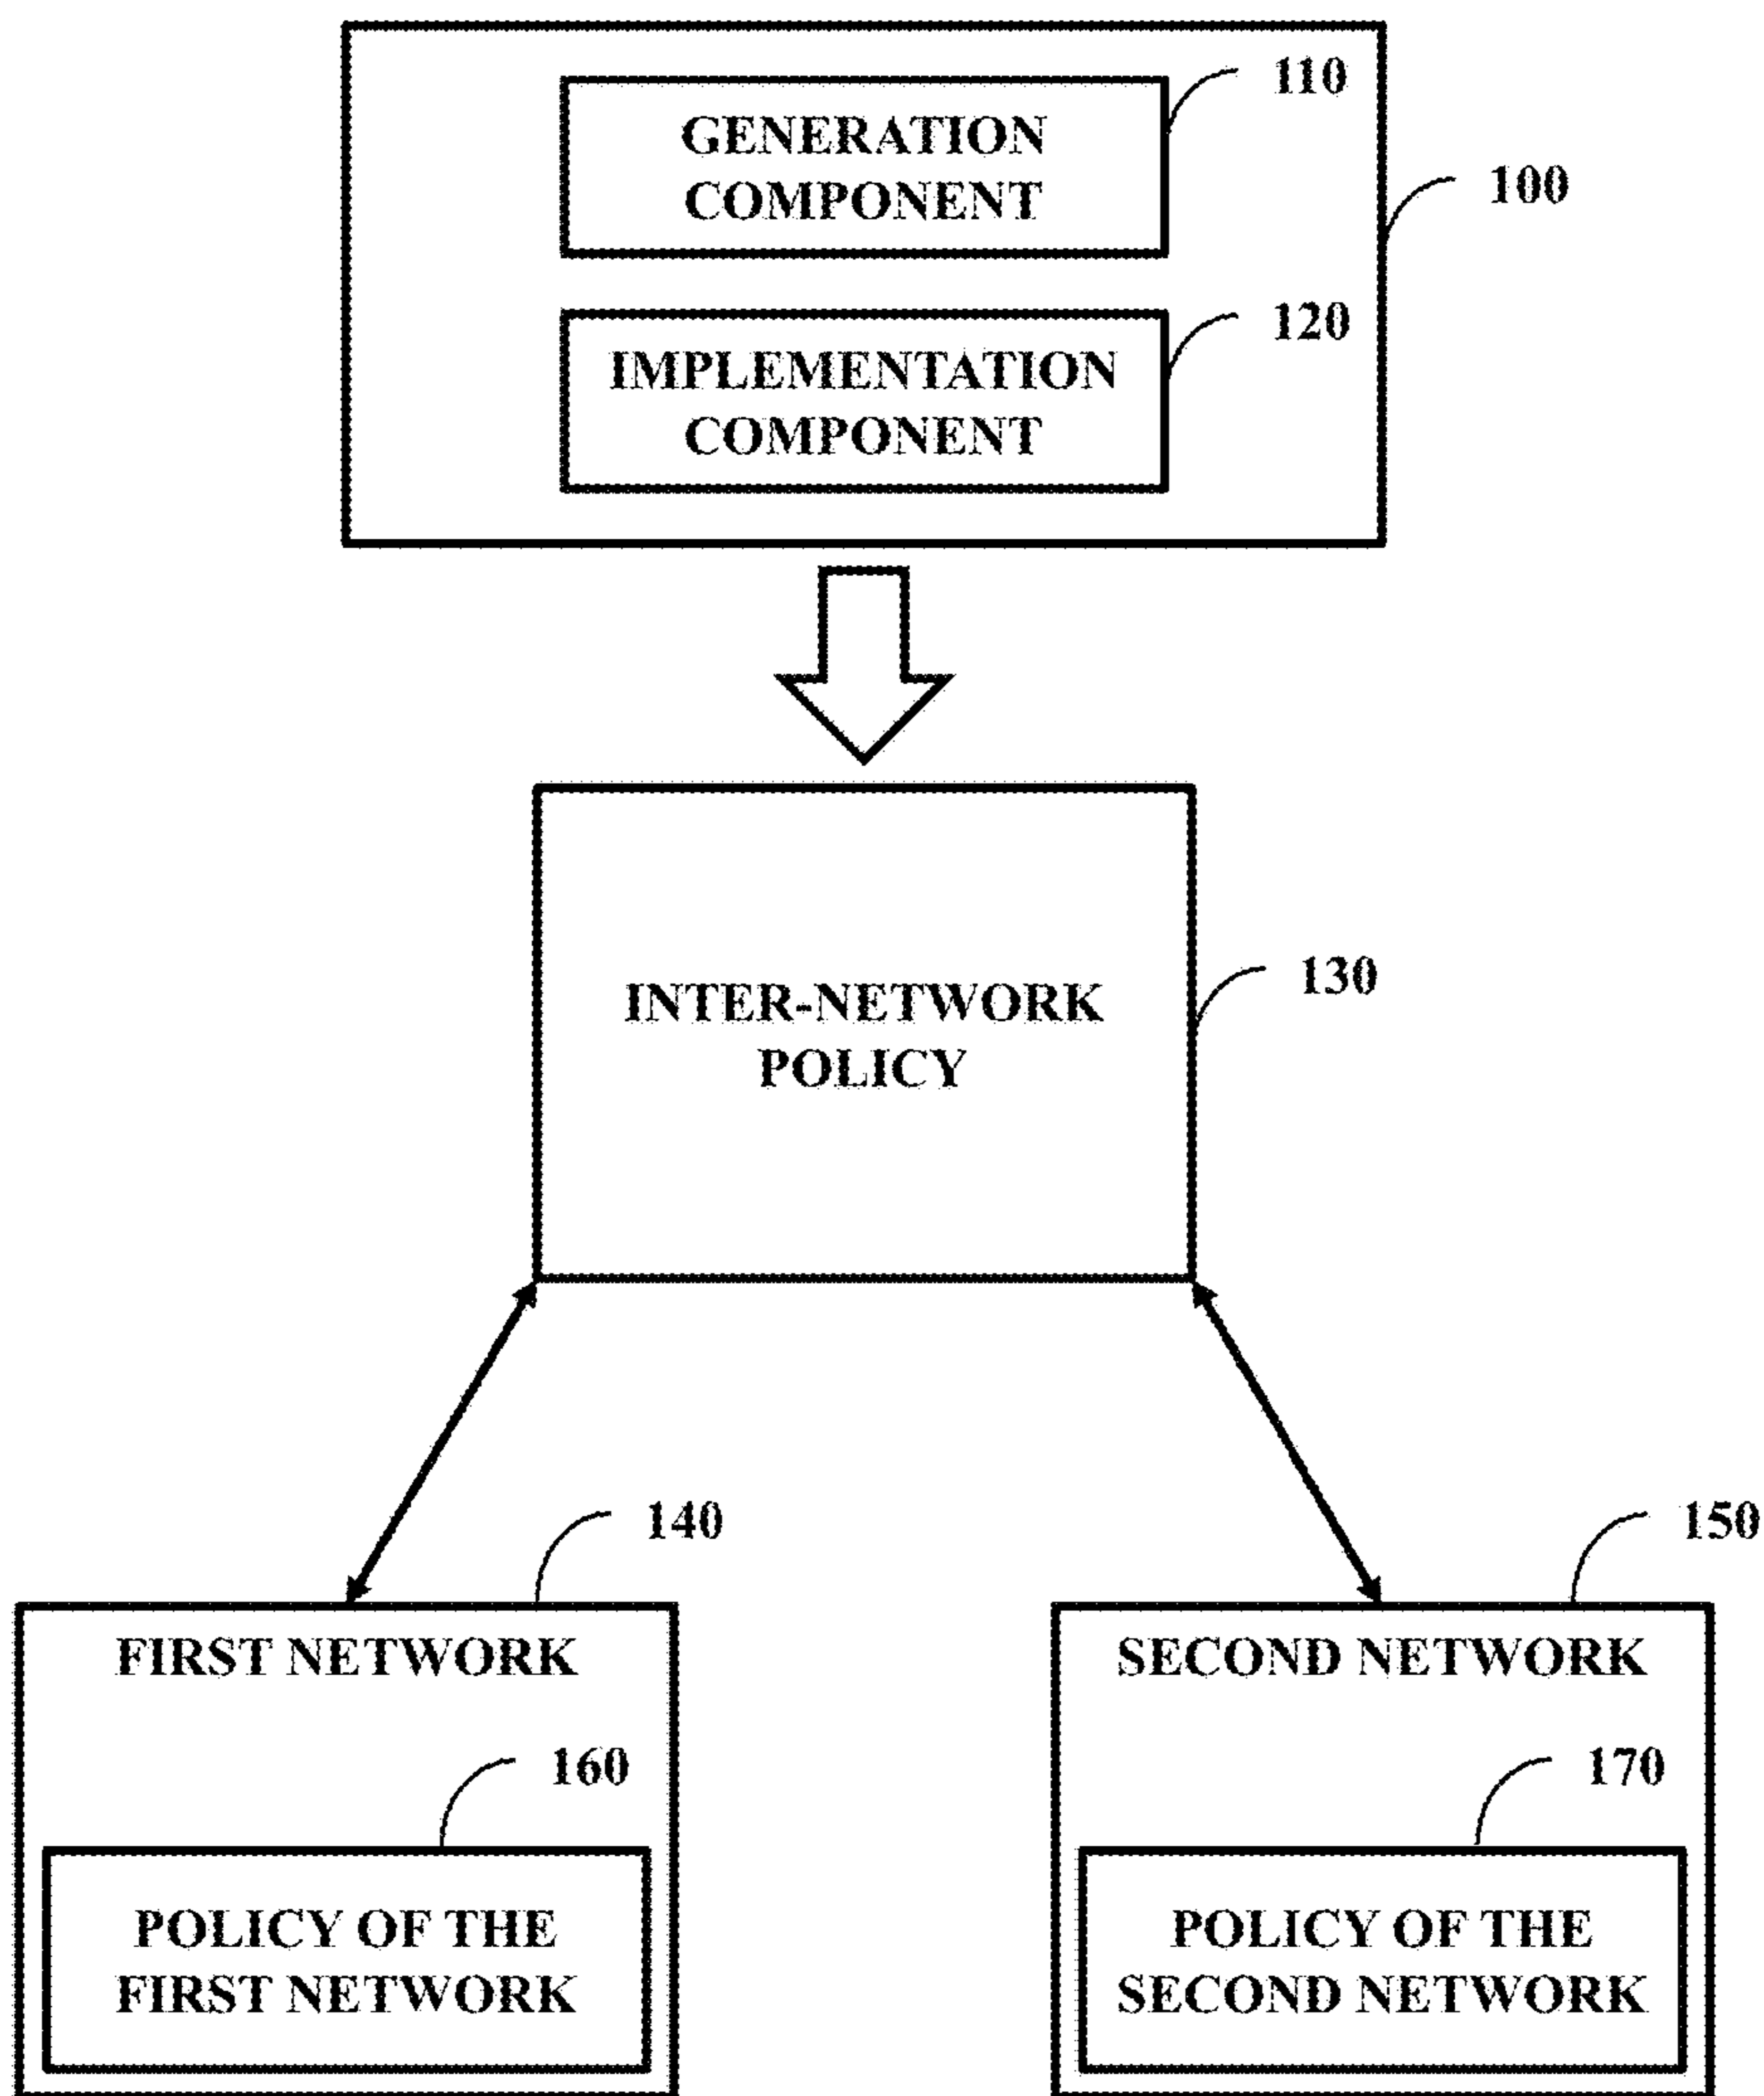 110
GENERATION
COMPONENT
100
120
IMPLEMENTATION
COMPONENT
INTER-NETWORK
POLICY
130
140
150
FIRST NETWORK
SECOND NETWORK
160
170
POLICY OF THE
FIRST NETWORK
POLICY OF THE
SECOND NETWORK